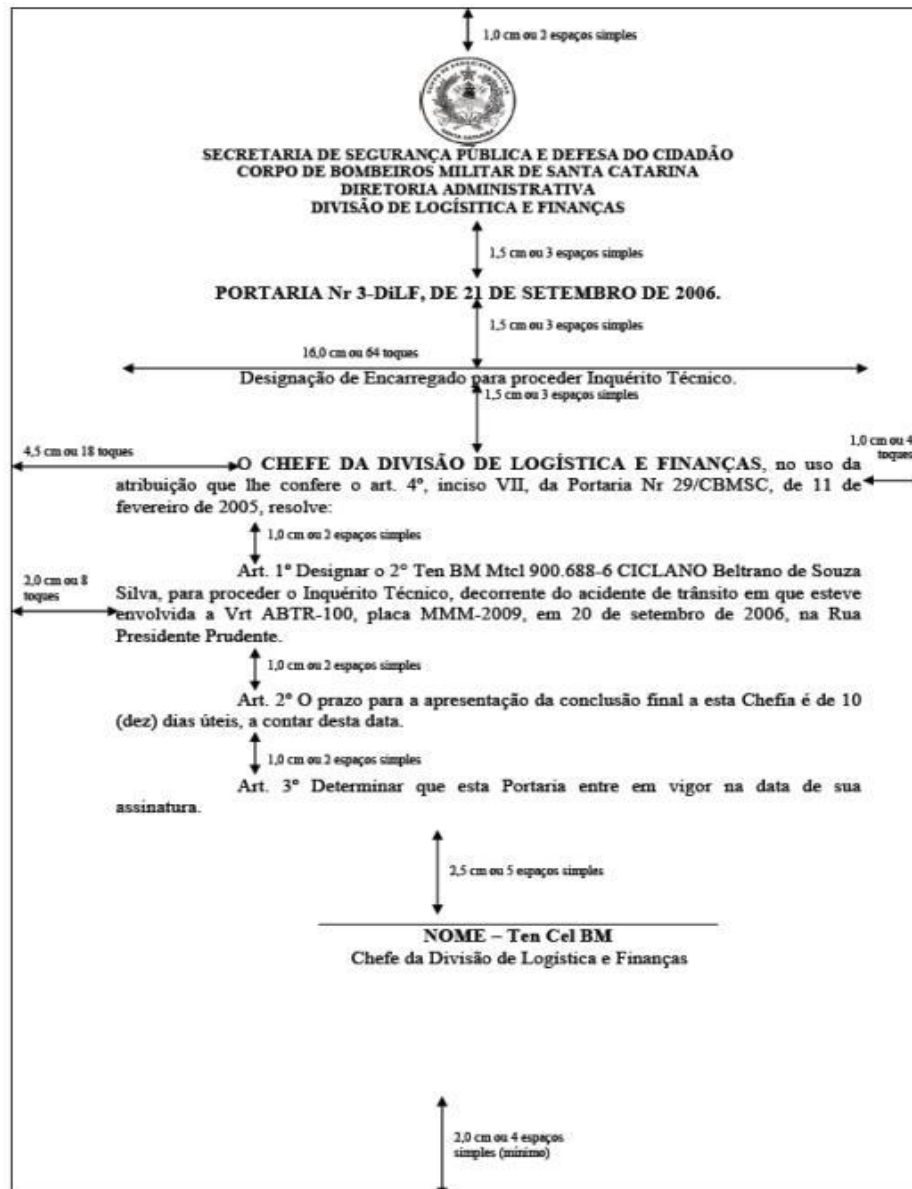 1,0 cm ou 2 espaços simples
CORPO DE BOMBEIROS MILITAR
SANTA CATARINA
SECRETARIA DE SEGURANÇA PÚBLICA E DEFESA DO CIDADÃO
CORPO DE BOMBEIROS MILITAR DE SANTA CATARINA
DIRETORIA ADMINISTRATIVA
DIVISÃO DE LOGÍSITICA E FINANÇAS
1,5 cm ou 3 espaços simples
PORTARIA Nr 3-DiLF, DE 21 DE SETEMBRO DE 2006.
1,5 cm ou 3 espaços simples
16,0 cm ou 64 toques
Designação de Encarregado para proceder Inquérito Técnico.
1,5 cm ou 3 espaços simples
4,5 cm ou 18 toques
1,0 cm ou 4
toques
O CHEFE DA DIVISÃO DE LOGÍSTICA E FINANÇAS, no uso da
atribuição que lhe confere o art. 4º, inciso VII, da Portaria Nr 29/CBMSC, de 11 de
fevereiro de 2005, resolve:
1,0 cm ou 2 espaços simples
2,0 cm ou 8
toques
Art. 1º Designar o 2º Ten BM Mtcl 900.688-6 CICLANO Beltrano de Souza
Silva, para proceder o Inquérito Técnico, decorrente do acidente de trânsito em que esteve
envolvida a Vrt ABTR-100, placa MMM-2009, em 20 de setembro de 2006, na Rua
Presidente Prudente.
1,0 cm ou 2 espaços simples
Art. 2º O prazo para a apresentação da conclusão final a esta Chefia é de 10
(dez) dias úteis, a contar desta data.
1,0 cm ou 2 espaços simples
Art. 3º Determinar que esta Portaria entre em vigor na data de sua
assinatura.
2,5 cm ou 5 espaços simples
NOME – Ten Cel BM
Chefe da Divisão de Logística e Finanças
2,0 cm ou 4 espaços
simples (mínimo)